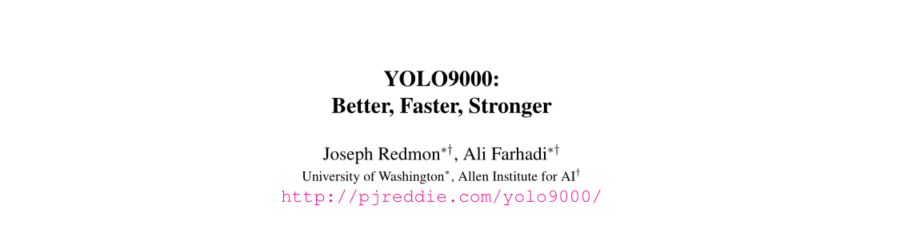 YOLO9000:
Better, Faster, Stronger
Joseph Redmon*†, Ali Farhadi*†
University of Washington*, Allen Institute for AI†
http://pjreddie.com/yolo9000/